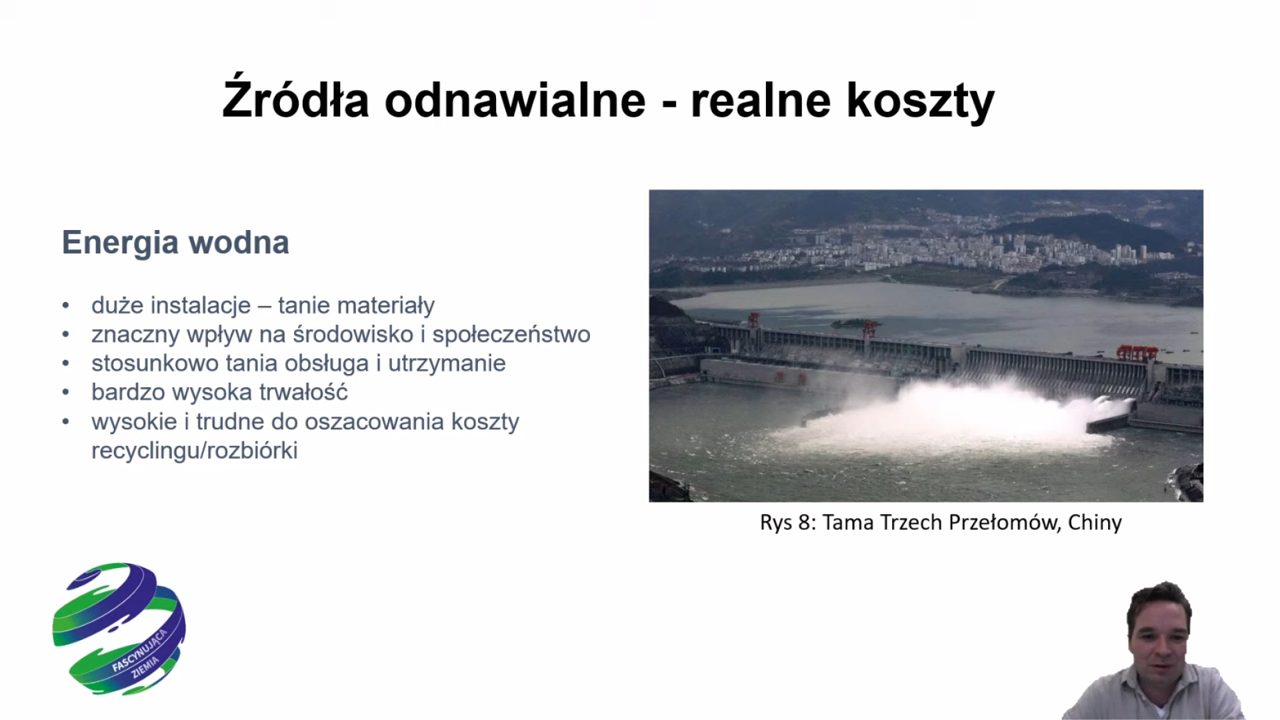 Źródła odnawialne - realne koszty
Energia wodna
• duże instalacje – tanie materiały
• znaczny wpływ na środowisko i społeczeństwo
• stosunkowo tania obsługa i utrzymanie
• bardzo wysoka trwałość
• wysokie i trudne do oszacowania koszty
recyclingu/rozbiórki
Rys 8: Tama Trzech Przełomów, Chiny
FASCYNUJĄCA
ZIEMIA